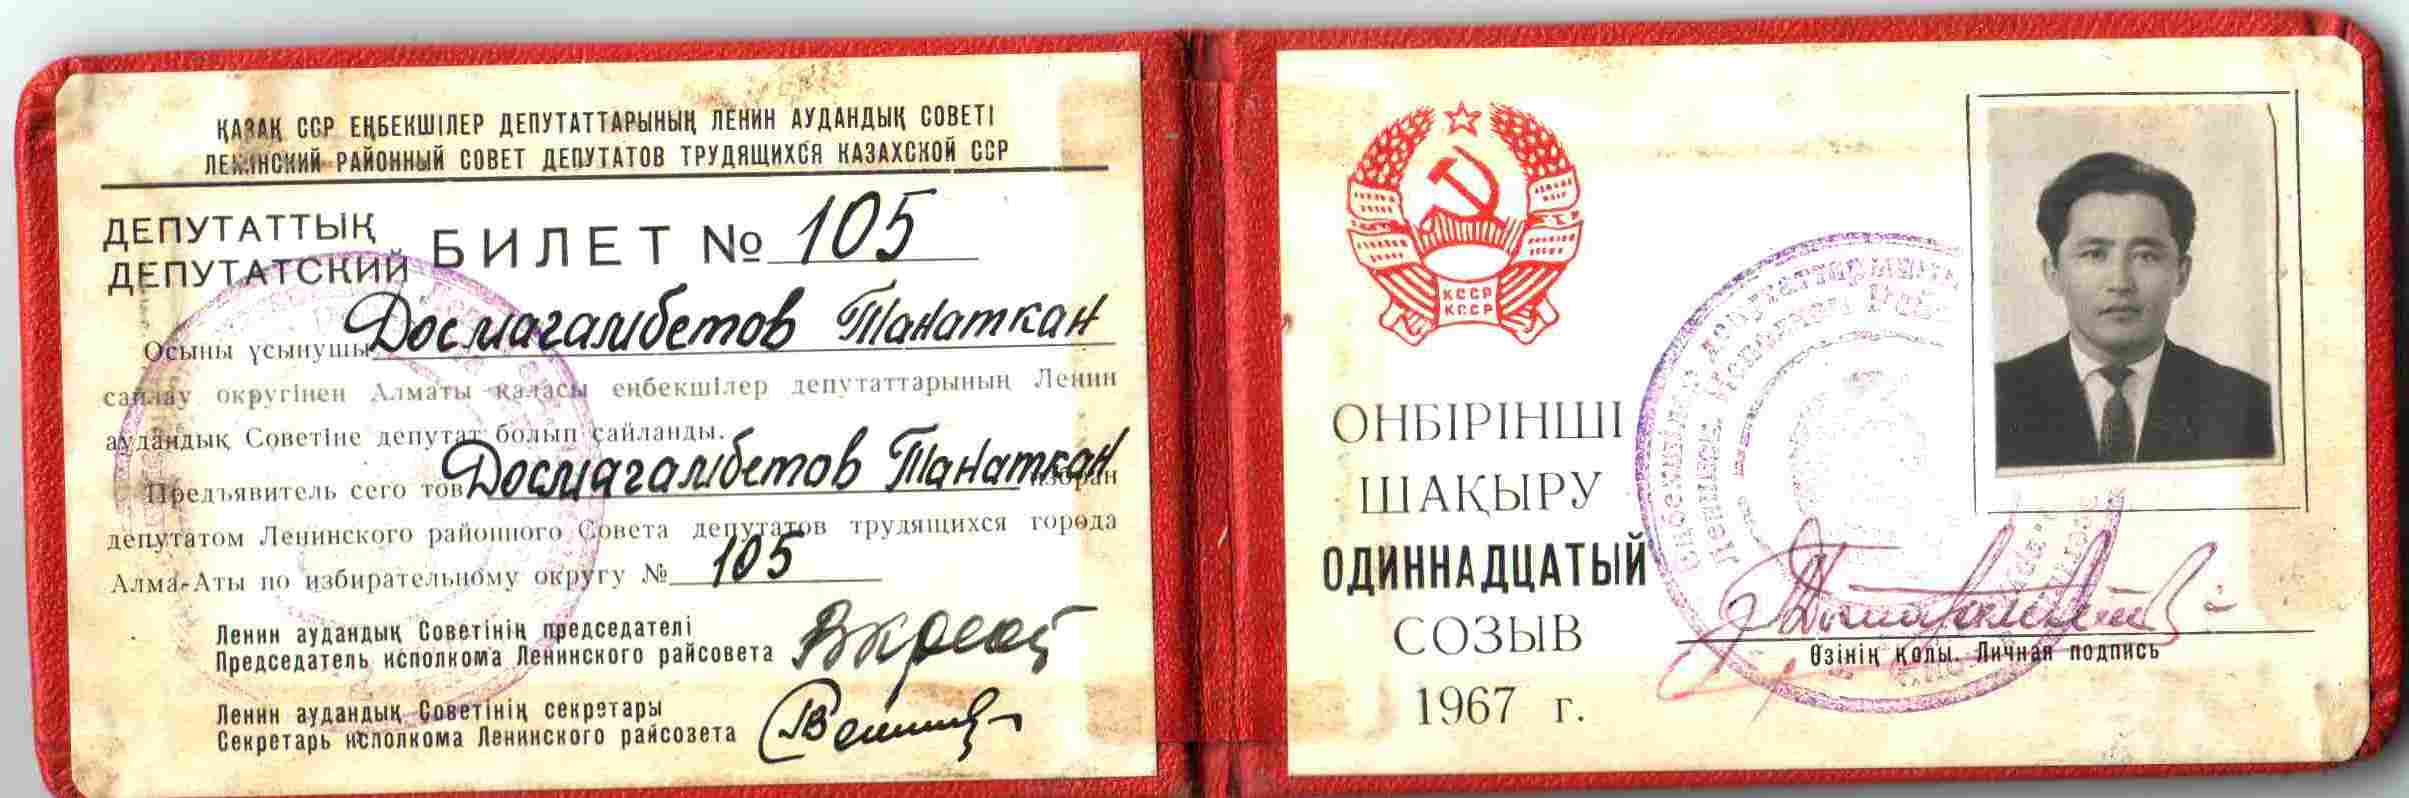 ҚАЗАҚ ССР ЕҢБЕКШІЛЕР ДЕПУТАТТАРЫНЫҢ ЛЕНИН АУДАНДЫҚ СОВЕТІ
ЛЕНИНСКИЙ РАЙОННЫЙ СОВЕТ ДЕПУТАТОВ ТРУДЯЩИХСЯ КАЗАХСКОЙ ССР
ДЕПУТАТТЫҚ
ДЕПУТАТСКИЙ БИЛЕТ № 105
Осыны ұсынушы Досмагамбетов Танаткан
сайлау округінен Алматы қаласы еңбекшілер депутаттарының Ленин
аудандық Советіне депутат болып сайланды.
Предъявитель сего тов Досмагамбетов Танаткан избран
депутатом Ленинского районного Совета депутатов трудящихся города
Алма-Аты по избирательному округу № 105
Ленин аудандық Советінің председателі
Председатель исполкома Ленинского райсовета
Ленин аудандық Советінің секретары
Секретарь исполкома Ленинского райсовета
КССР
КССР
ОНБІРІНШІ
ШАҚЫРУ
ОДИННАДЦАТЫЙ
СОЗЫВ
1967 г.
Өзінің қолы. Личная подпись